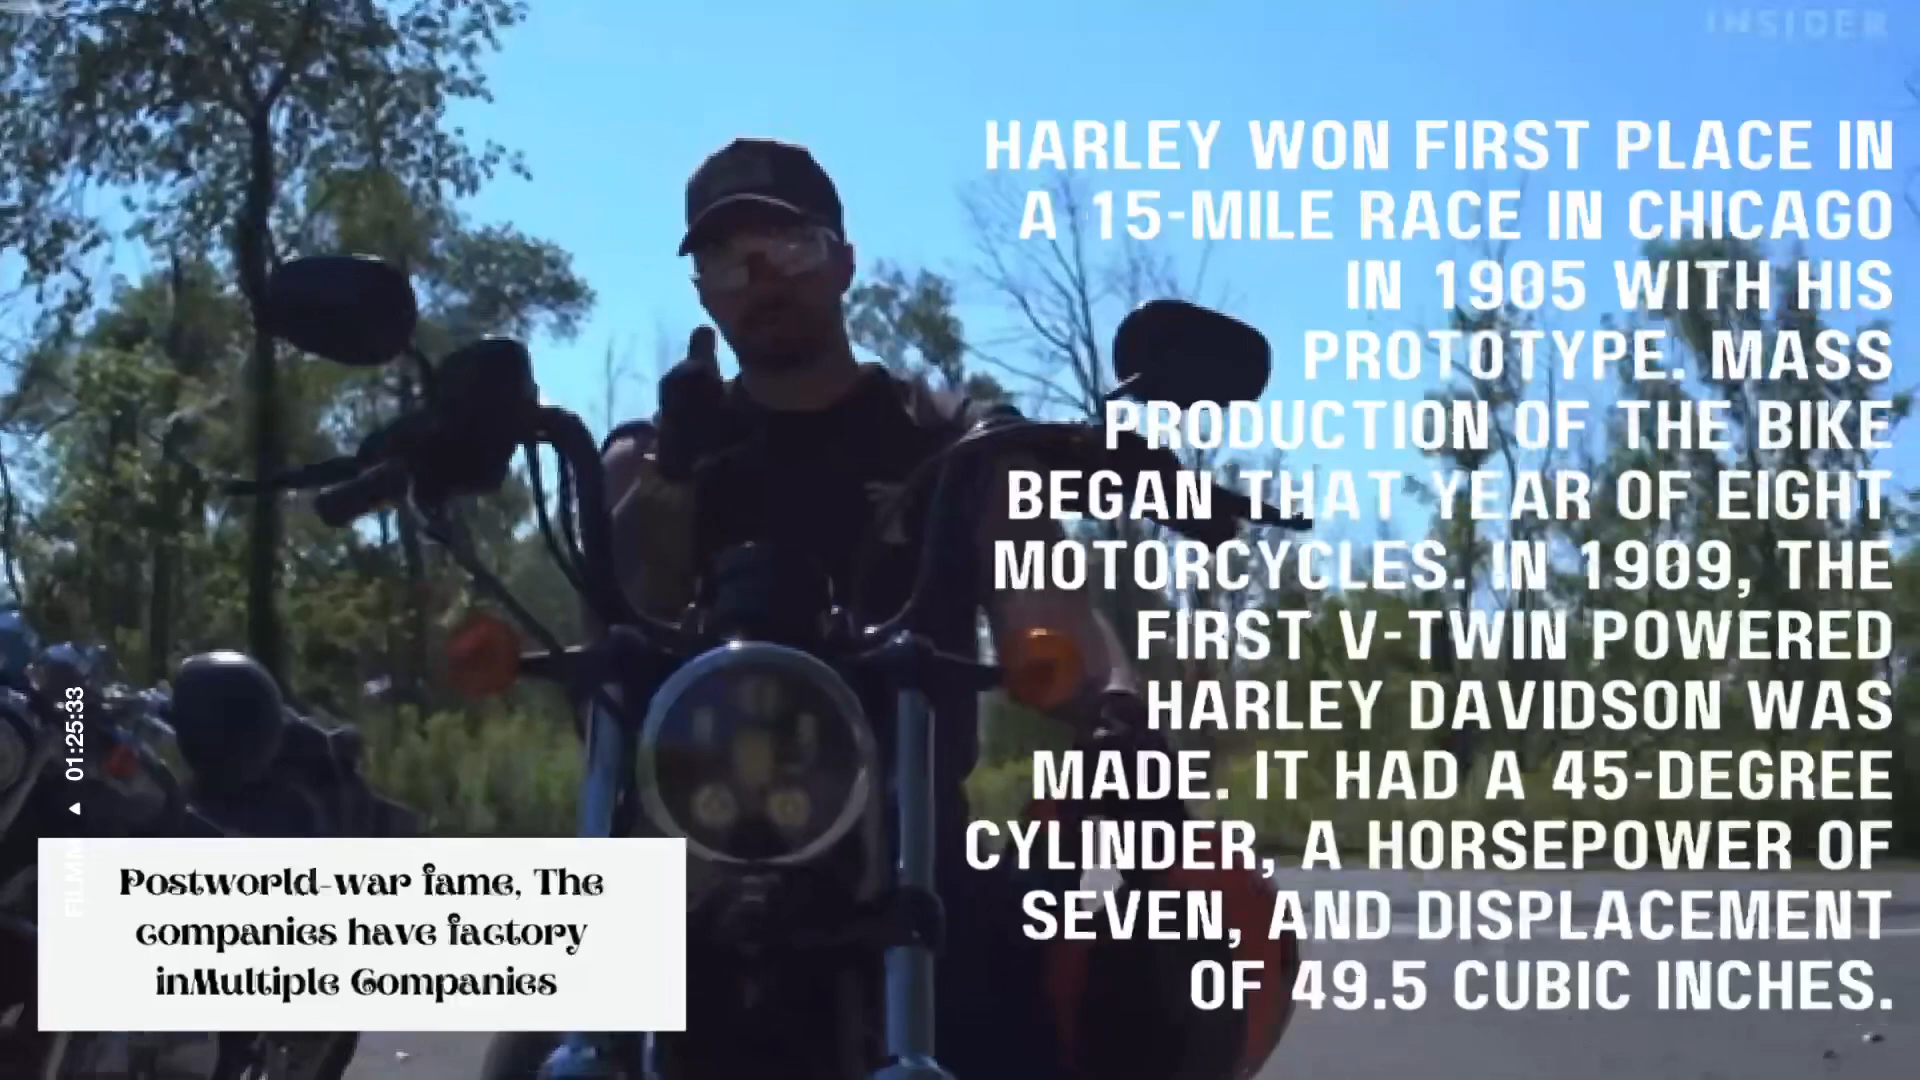 INSIDER
HARLEY WON FIRST PLACE IN
A 15-MILE RACE IN CHICAGO
IN 1905 WITH HIS
PROTOTYPE. MASS
PRODUCTION OF THE BIKE
BEGAN THAT YEAR OF EIGHT
MOTORCYCLES. IN 1909, THE
FIRST V-TWIN POWERED
HARLEY DAVIDSON WAS
MADE. IT HAD A 45-DEGREE
CYLINDER, A HORSEPOWER OF
SEVEN, AND DISPLACEMENT
OF 49.5 CUBIC INCHES.
01:25:33
Postworld-war fame, The
companies have factory
inMultiple Companies